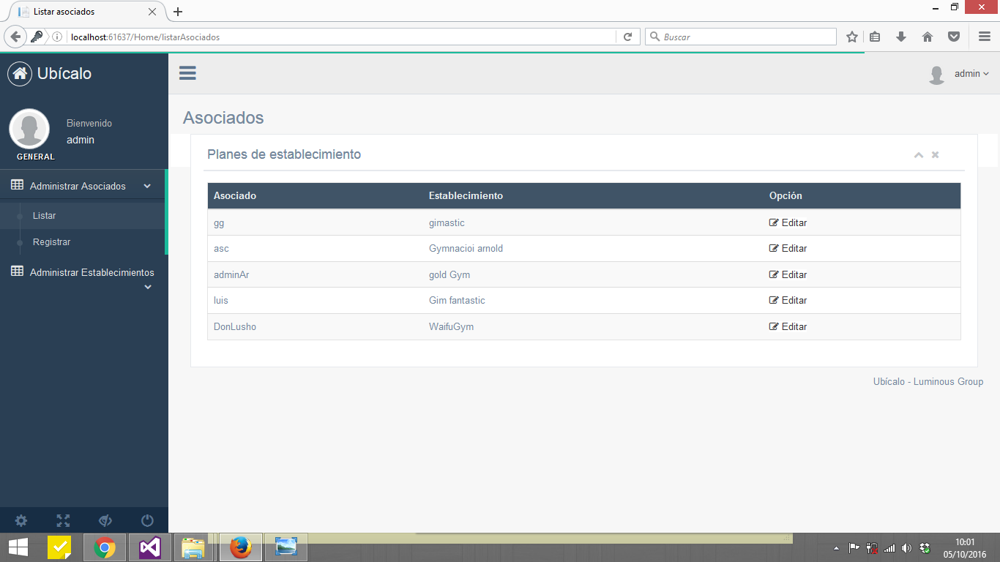 Listar asociados
localhost:61637/Home/listarAsociados
Buscar
Ubícalo
admin
Bienvenido
admin
GENERAL
Administrar Asociados
Listar
Registrar
Administrar Establecimientos
Asociados
Planes de establecimiento
Asociado Establecimiento Opción
gg gimastic Editar
asc Gymnacioi arnold Editar
adminAr gold Gym Editar
luis Gim fantastic Editar
DonLusho WaifuGym Editar
Ubícalo - Luminous Group
10:01
05/10/2016